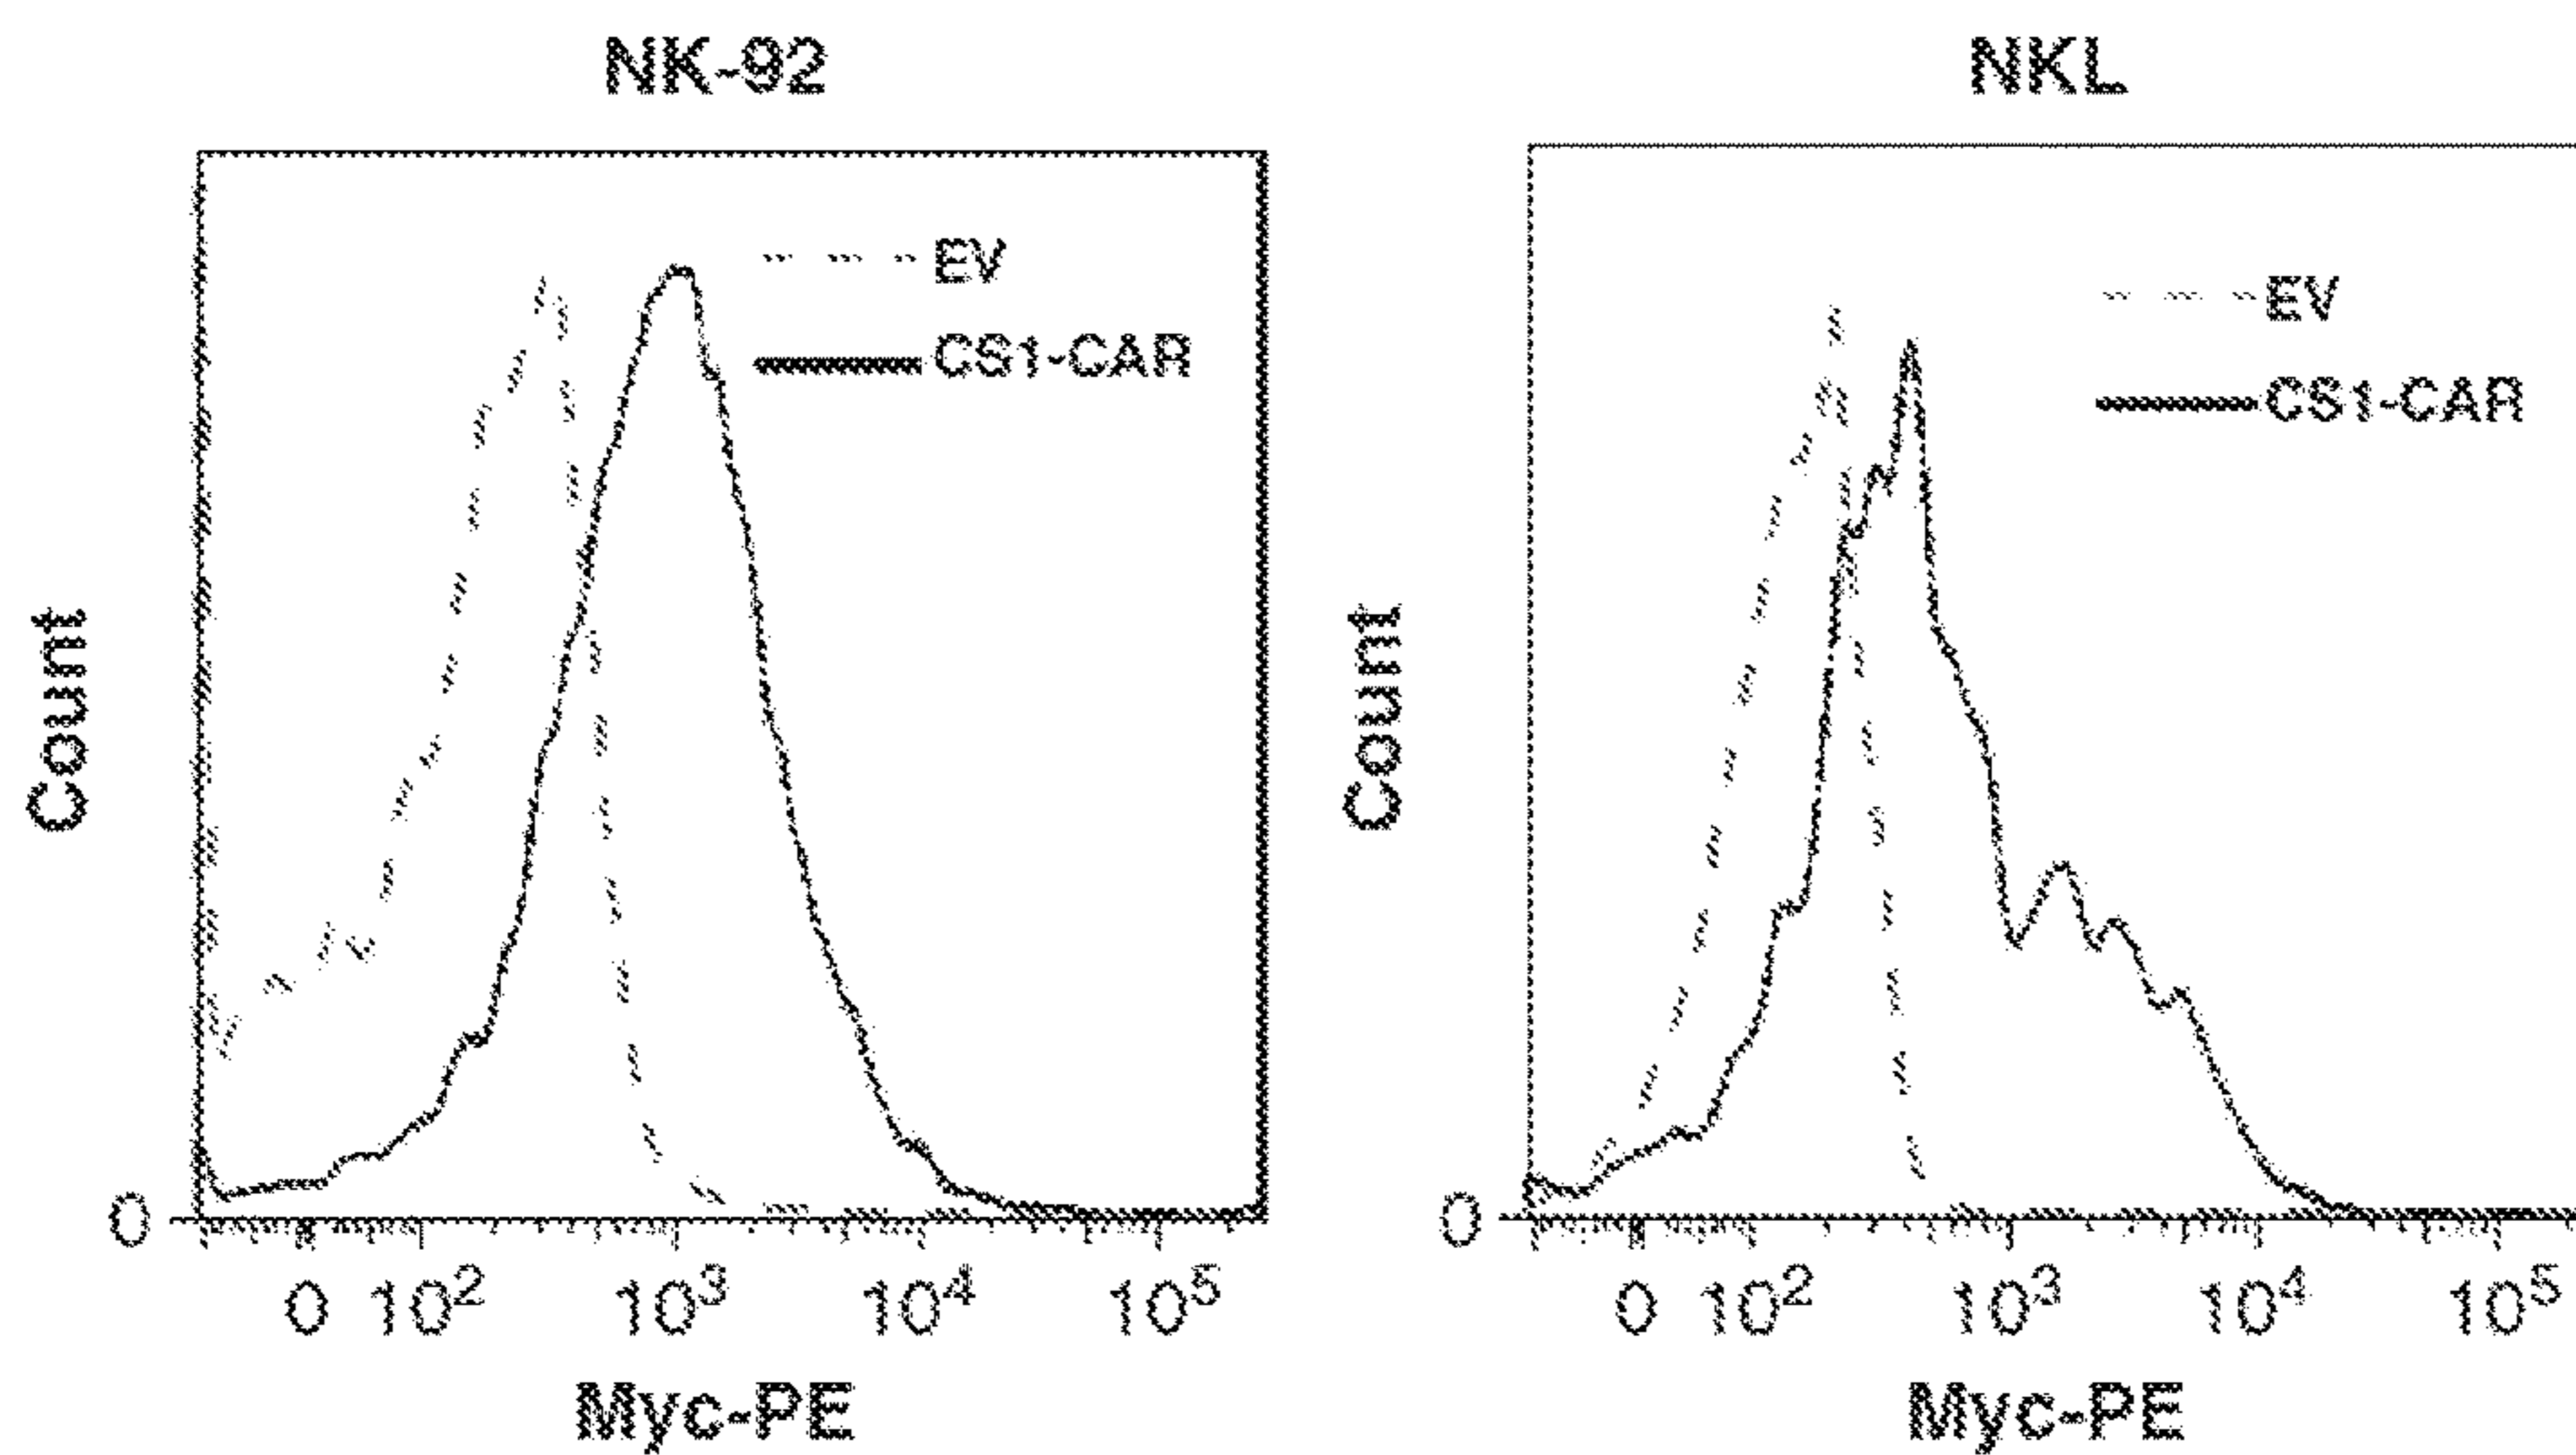 NK-92
EV
CS1-CAR
Count
0
0 10² 10³ 10⁴ 10⁵
Myc-PE
NKL
EV
CS1-CAR
Count
0
0 10² 10³ 10⁴ 10⁵
Myc-PE